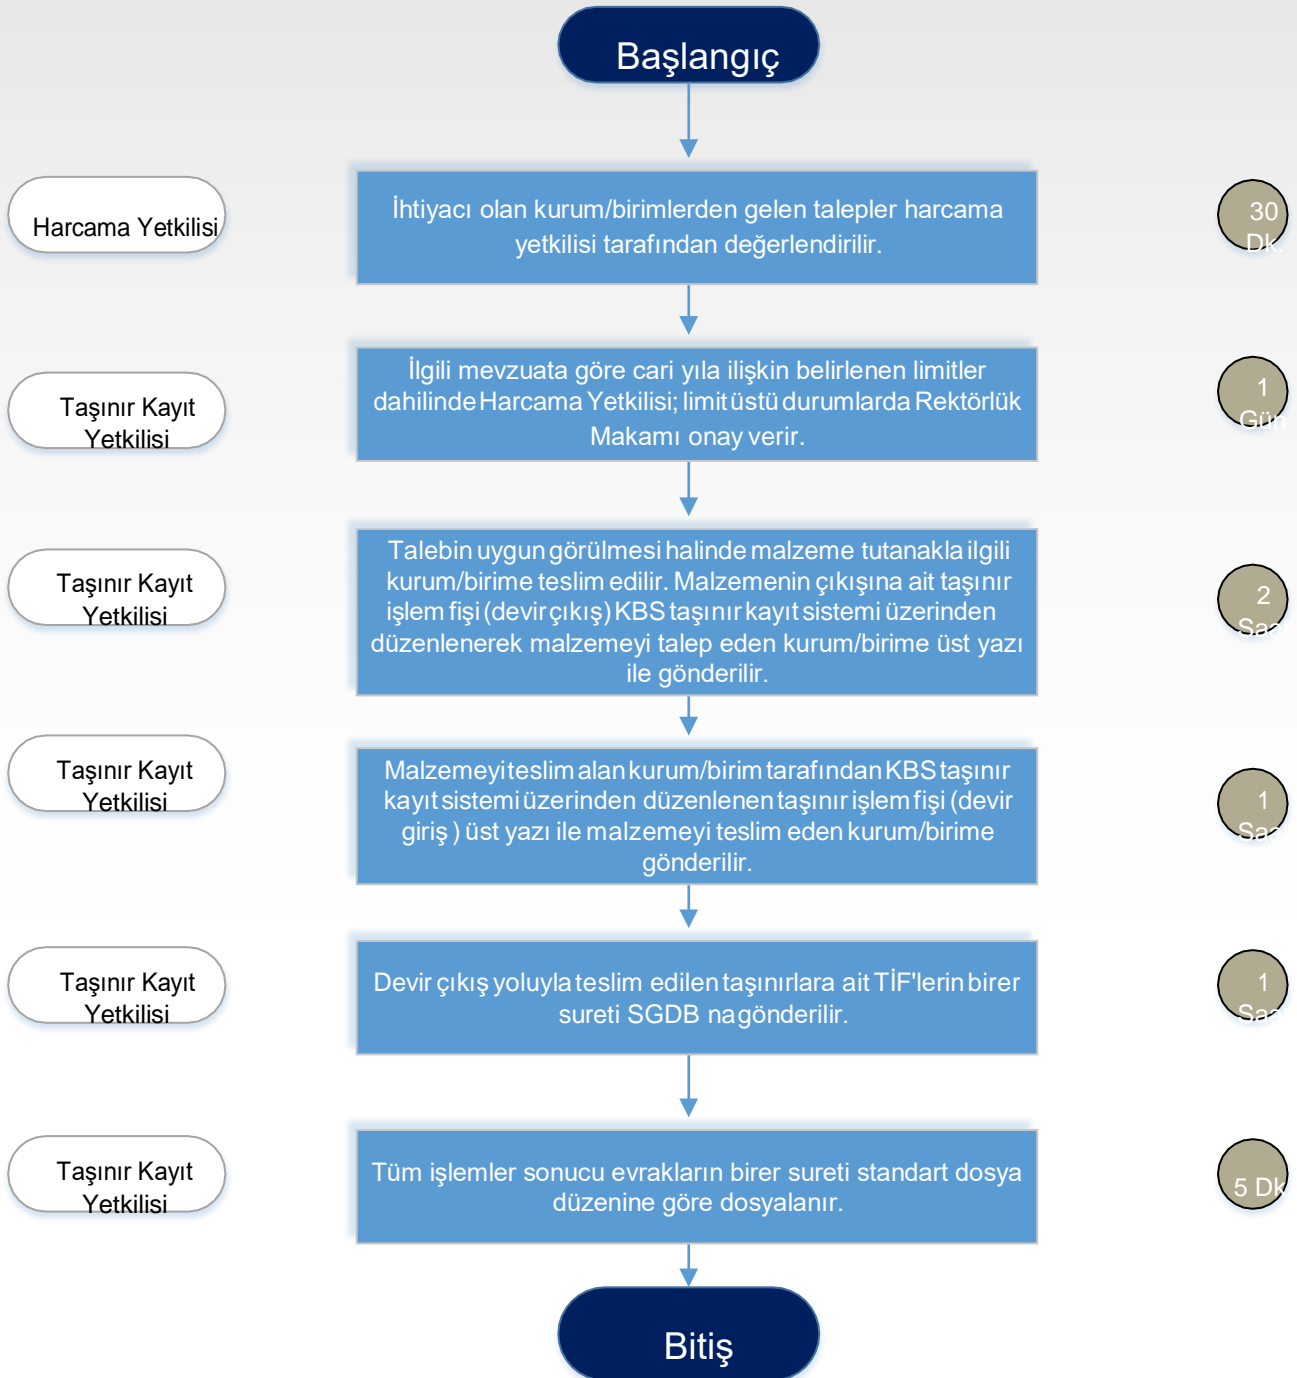 Başlangıç
Harcama Yetkilisi
İhtiyacı olan kurum/birimlerden gelen talepler harcama
yetkilisi tarafından değerlendirilir.
30
Dk.
Taşınır Kayıt
Yetkilisi
İlgili mevzuata göre cari yıla ilişkin belirlenen limitler
dahilinde Harcama Yetkilisi; limit üstü durumlarda Rektörlük
Makamı onay verir.
1
Gün
Taşınır Kayıt
Yetkilisi
Talebin uygun görülmesi halinde malzeme tutanakla ilgili
kurum/birime teslim edilir. Malzemenin çıkışına ait taşınır
işlem fişi (devir çıkış) KBS taşınır kayıt sistemi üzerinden
düzenlenerek malzemeyi talep eden kurum/birime üst yazı
ile gönderilir.
2
Saat
Taşınır Kayıt
Yetkilisi
Malzemeyi teslim alan kurum/birim tarafından KBS taşınır
kayıt sistemi üzerinden düzenlenen taşınır işlem fişi (devir
giriş ) üst yazı ile malzemeyi teslim eden kurum/birime
gönderilir.
1
Saa
Taşınır Kayıt
Yetkilisi
Devir çıkış yoluyla teslim edilen taşınırlara ait TİF'lerin birer
sureti SGDB na gönderilir.
1
Saa
Taşınır Kayıt
Yetkilisi
Tüm işlemler sonucu evrakların birer sureti standart dosya
düzenine göre dosyalanır.
5 Dk
Bitiş